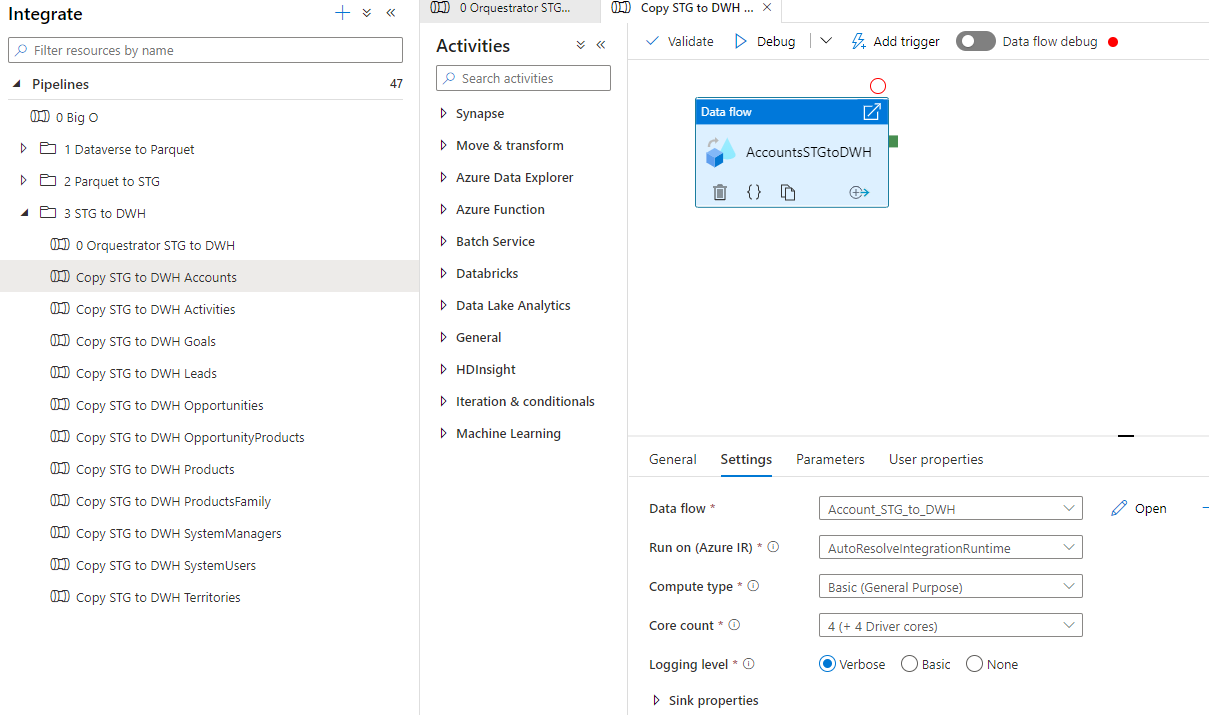 Integrate
Filter resources by name
Pipelines 47
0 Big O
1 Dataverse to Parquet
2 Parquet to STG
3 STG to DWH
0 Orquestrator STG to DWH
Copy STG to DWH Accounts
Copy STG to DWH Activities
Copy STG to DWH Goals
Copy STG to DWH Leads
Copy STG to DWH Opportunities
Copy STG to DWH OpportunityProducts
Copy STG to DWH Products
Copy STG to DWH ProductsFamily
Copy STG to DWH SystemManagers
Copy STG to DWH SystemUsers
Copy STG to DWH Territories
0 Orquestrator STG...
Copy STG to DWH ...
Activities
Search activities
Synapse
Move & transform
Azure Data Explorer
Azure Function
Batch Service
Databricks
Data Lake Analytics
General
HDInsight
Iteration & conditionals
Machine Learning
Validate Debug Add trigger Data flow debug
Data flow
AccountsSTGtoDWH
General Settings Parameters User properties
Data flow * Account_STG_to_DWH Open
Run on (Azure IR) * AutoResolveIntegrationRuntime
Compute type * Basic (General Purpose)
Core count * 4 (+ 4 Driver cores)
Logging level * Verbose Basic None
Sink properties